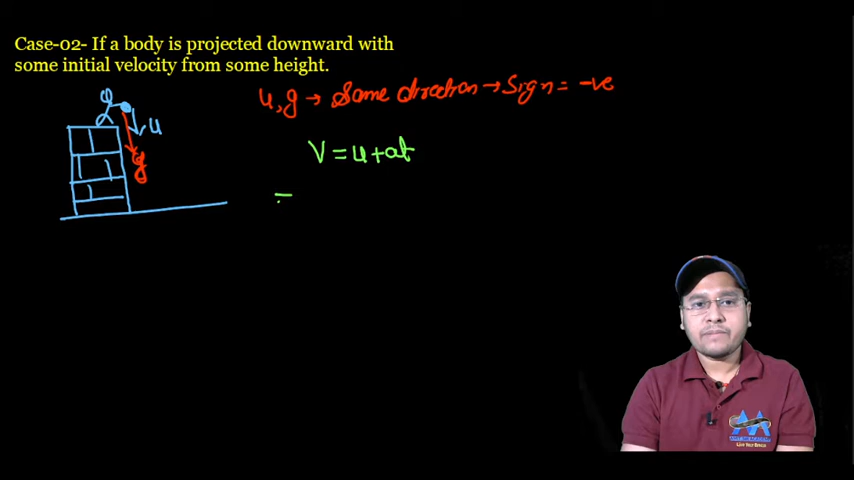 Case-02- If a body is projected downward with
some initial velocity from some height.
u, g → Same direction → Sign = -ve
u
g
V = u + at